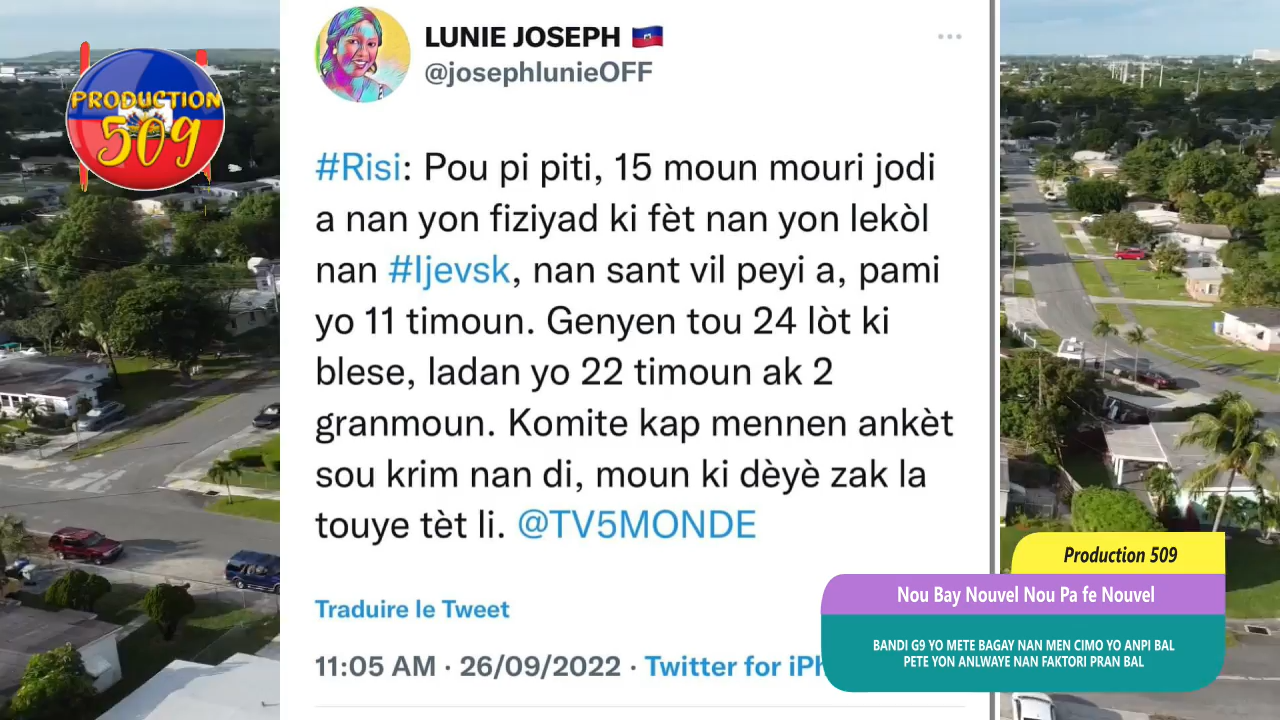 PRODUCTION
509
LUNIE JOSEPH
@josephlunieOFF
#Risi: Pou pi piti, 15 moun mouri jodi
a nan yon fiziyad ki fèt nan yon lekòl
nan #Ijevsk, nan sant vil peyi a, pami
yo 11 timoun. Genyen tou 24 lòt ki
blese, ladan yo 22 timoun ak 2
granmoun. Komite kap mennen ankèt
sou krim nan di, moun ki dèyè zak la
touye tèt li. @TV5MONDE
Traduire le Tweet
11:05 AM · 26/09/2022 · Twitter for
Production 509
Nou Bay Nouvel Nou Pa fe Nouvel
BANDI G9 YO METE BAGAY NAN MEN CIMO YO ANPI BAL
PETE YON ANLWAYE NAN FAKTORI PRAN BAL